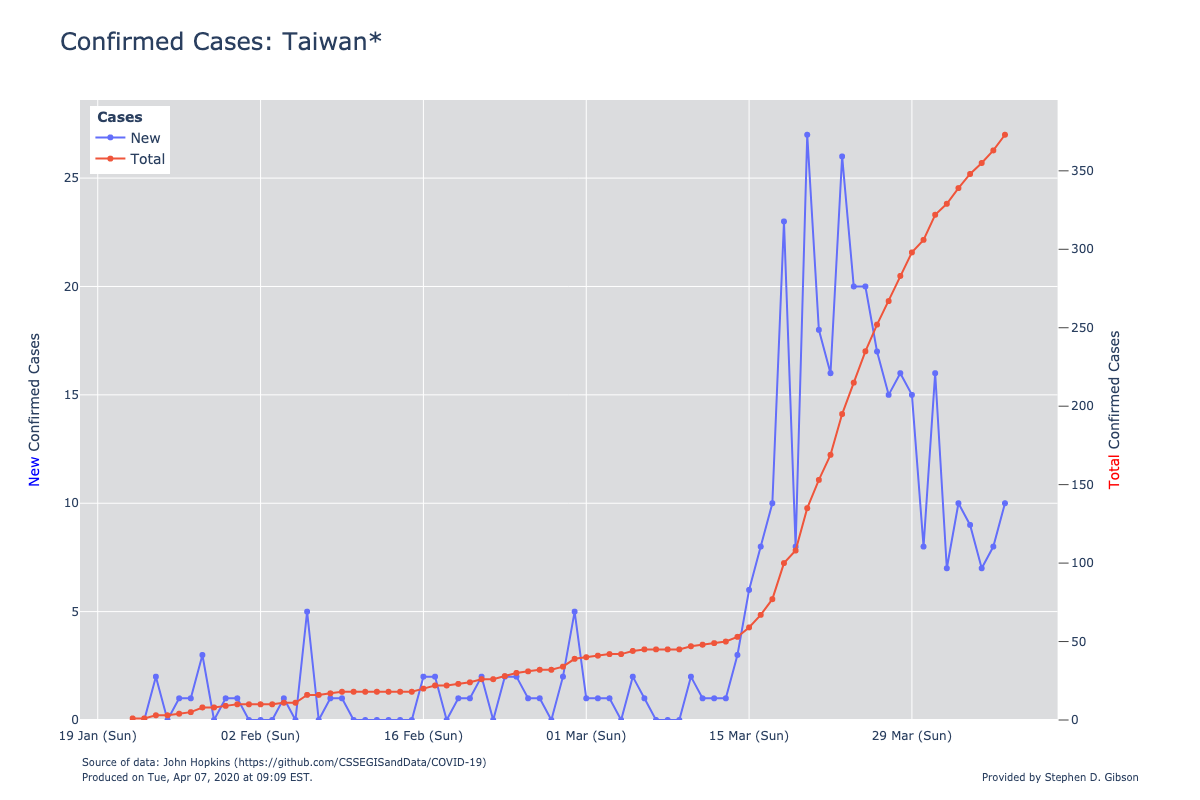 Confirmed Cases: Taiwan*
Cases
New
Total
25
20
15
10
5
0
New Confirmed Cases
350
300
250
200
150
100
50
0
Total Confirmed Cases
19 Jan (Sun) 02 Feb (Sun) 16 Feb (Sun) 01 Mar (Sun) 15 Mar (Sun) 29 Mar (Sun)
Source of data: John Hopkins (https://github.com/CSSEGISandData/COVID-19)
Produced on Tue, Apr 07, 2020 at 09:09 EST.
Provided by Stephen D. Gibson